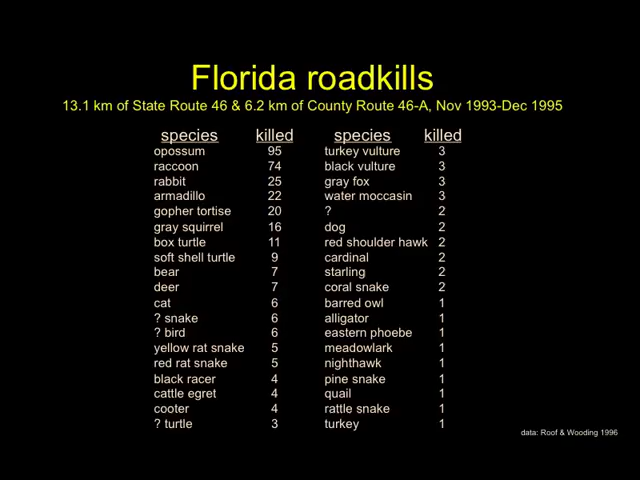 Florida roadkills
13.1 km of State Route 46 & 6.2 km of County Route 46-A, Nov 1993-Dec 1995
species killed species killed
opossum 95 turkey vulture 3
raccoon 74 black vulture 3
rabbit 25 gray fox 3
armadillo 22 water moccasin 3
gopher tortise 20 ? 2
gray squirrel 16 dog 2
box turtle 11 red shoulder hawk 2
soft shell turtle 9 cardinal 2
bear 7 starling 2
deer 7 coral snake 2
cat 6 barred owl 1
? snake 6 alligator 1
? bird 6 eastern phoebe 1
yellow rat snake 5 meadowlark 1
red rat snake 5 nighthawk 1
black racer 4 pine snake 1
cattle egret 4 quail 1
cooter 4 rattle snake 1
? turtle 3 turkey 1
data: Roof & Wooding 1996